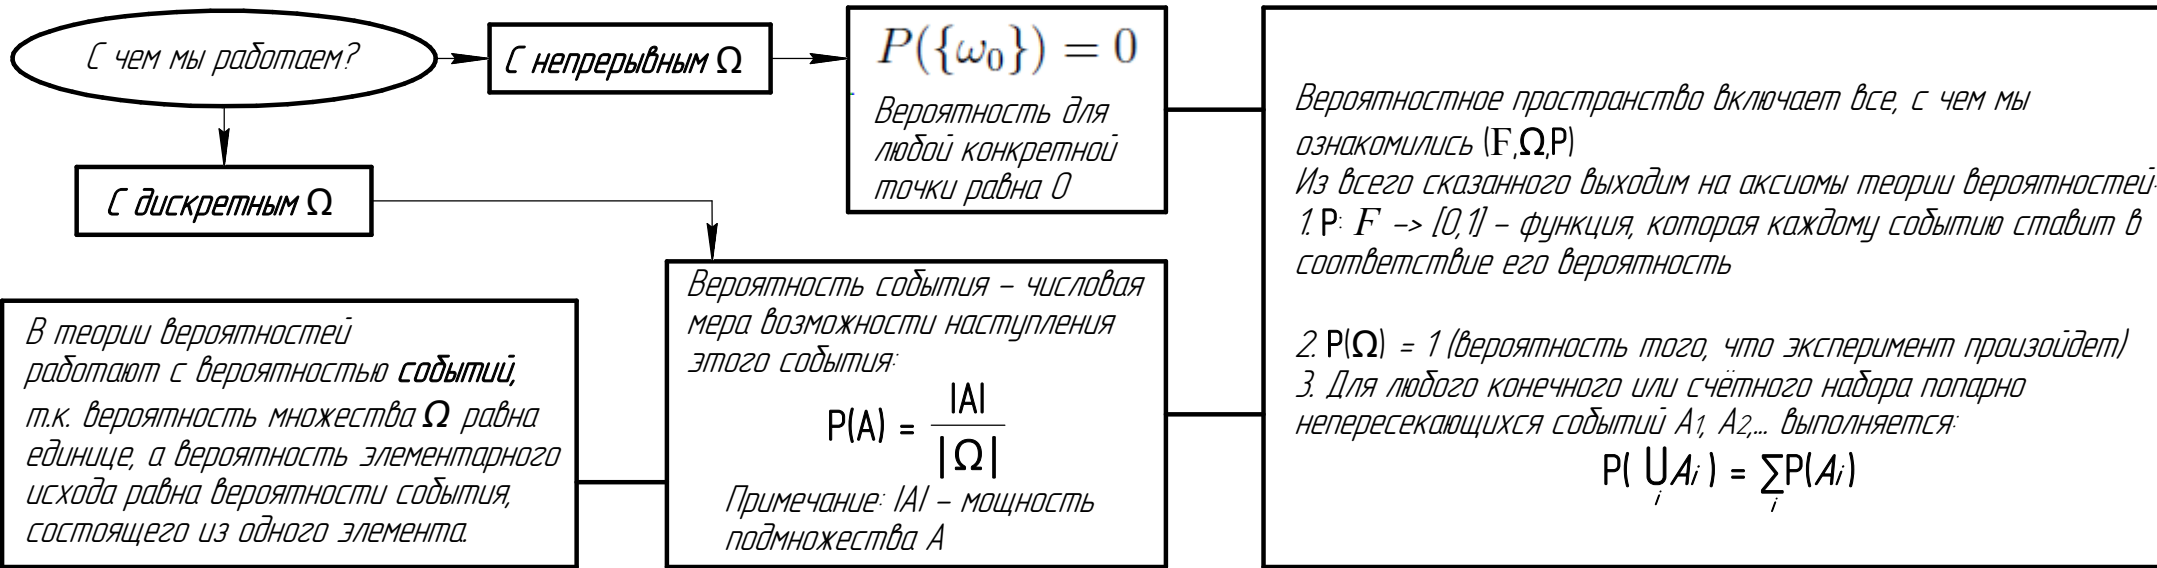 С чем мы работаем?
С непрерывным Ω
С дискретным Ω
P({ω₀}) = 0
Вероятность для
любой конкретной
точки равна 0
В теории вероятностей
работают с вероятностью событий,
т.к. вероятность множества Ω равна
единице, а вероятность элементарного
исхода равна вероятности события,
состоящего из одного элемента.
Вероятность события – числовая
мера возможности наступления
этого события:
P(A) = |A| / |Ω|
Примечание: |A| – мощность
подмножества А
Вероятностное пространство включает все, с чем мы
ознакомились (F,Ω,P)
Из всего сказанного выходим на аксиомы теории вероятностей:
1. P: F -> [0,1] – функция, которая каждому событию ставит в
соответствие его вероятность
2. P(Ω) = 1 (вероятность того, что эксперимент произойдет)
3. Для любого конечного или счётного набора попарно
непересекающихся событий A₁, A₂,... выполняется:
P( ⋃ᵢ Aᵢ ) = ∑ᵢ P(Aᵢ)